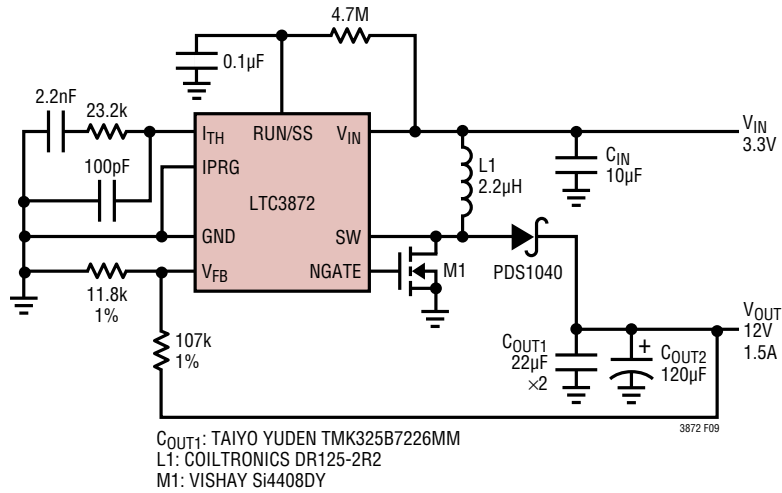 4.7M
0.1µF
2.2nF
23.2k
100pF
ITH
RUN/SS
VIN
IPRG
LTC3872
GND
SW
VFB
NGATE
L1
2.2µH
CIN
10µF
VIN
3.3V
M1
PDS1040
11.8k
1%
107k
1%
COUT1
22µF
×2
+
COUT2
120µF
VOUT
12V
1.5A
3872 F09
COUT1: TAIYO YUDEN TMK325B7226MM
L1: COILTRONICS DR125-2R2
M1: VISHAY Si4408DY